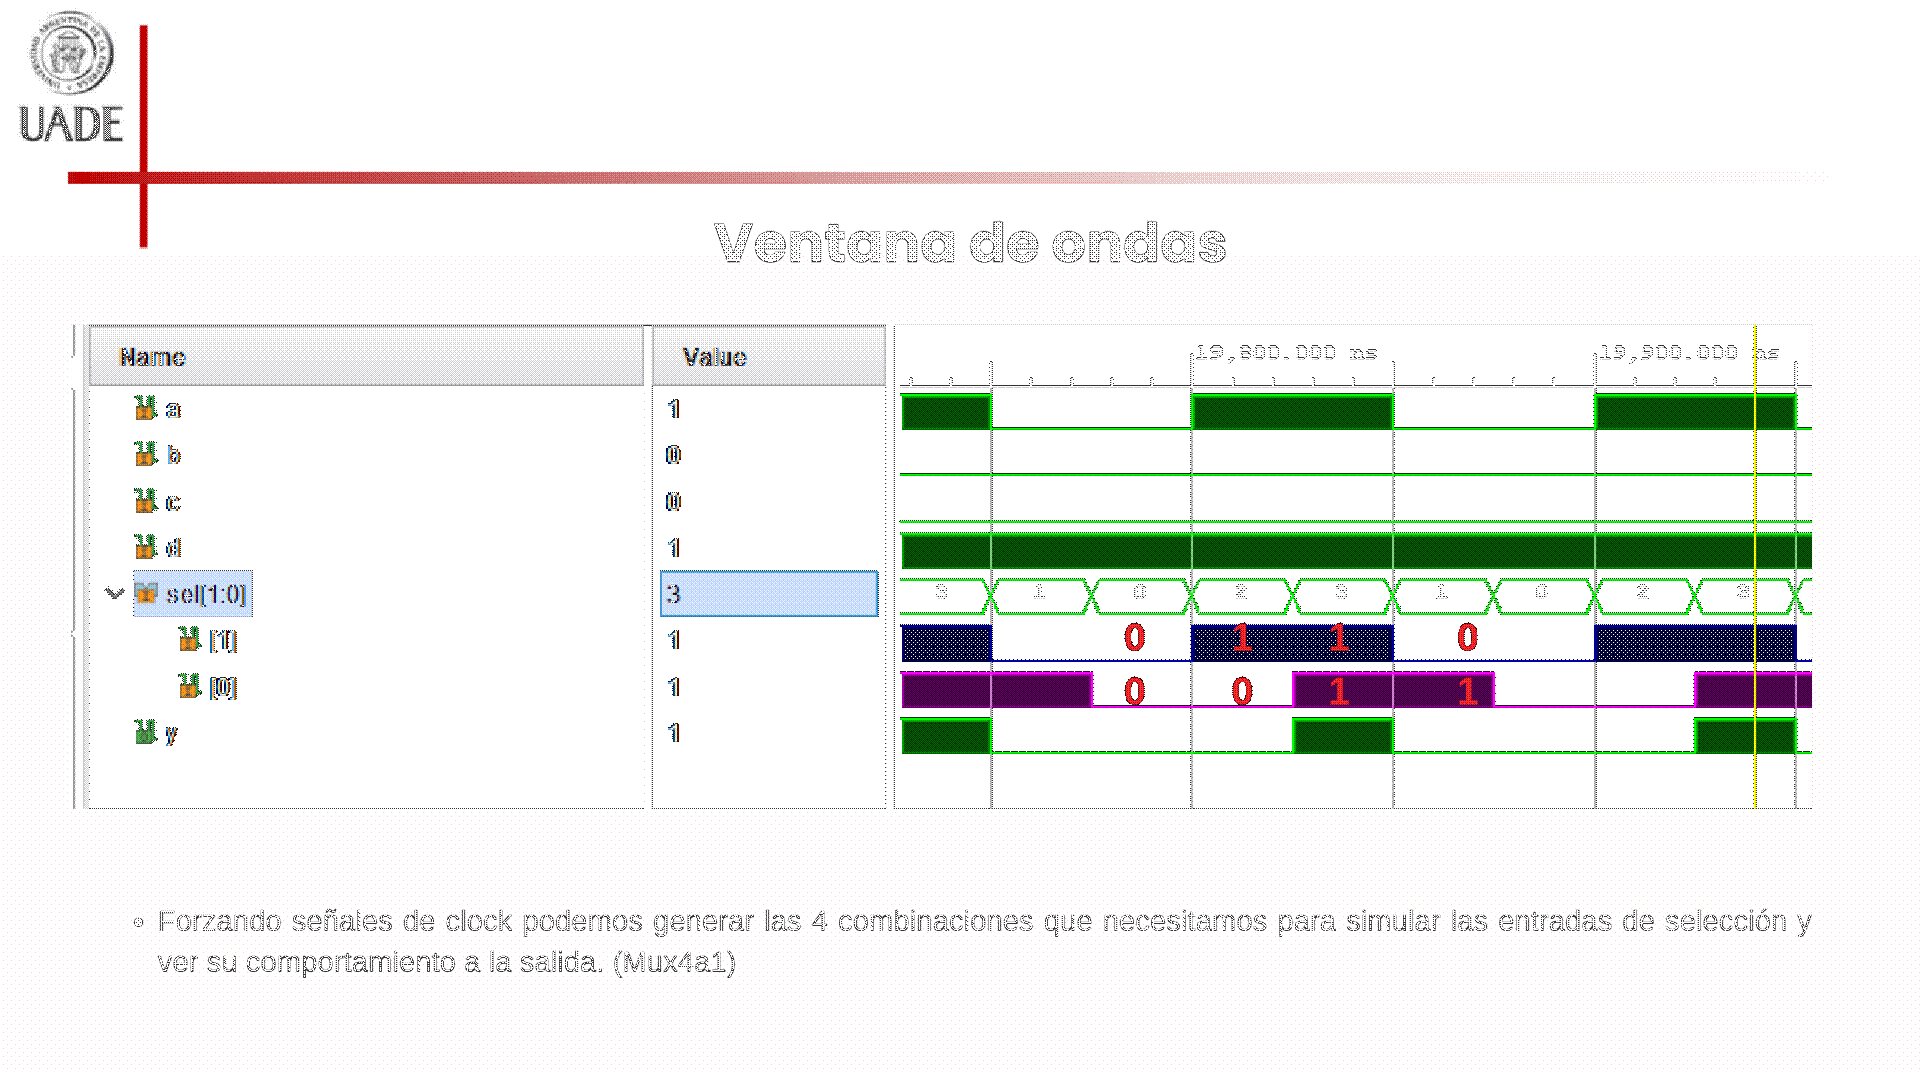 UADE
Ventana de ondas
Name Value
19,800.000 ns 19,900.000 ns
a 1
b 0
c 0
d 1
sel[1:0] 3 3 1 0 2 3 1 0 2 3
[1] 1 0 1 1 0
[0] 1 0 0 1 1
y 1
• Forzando señales de clock podemos generar las 4 combinaciones que necesitamos para simular las entradas de selección y
ver su comportamiento a la salida. (Mux4a1)